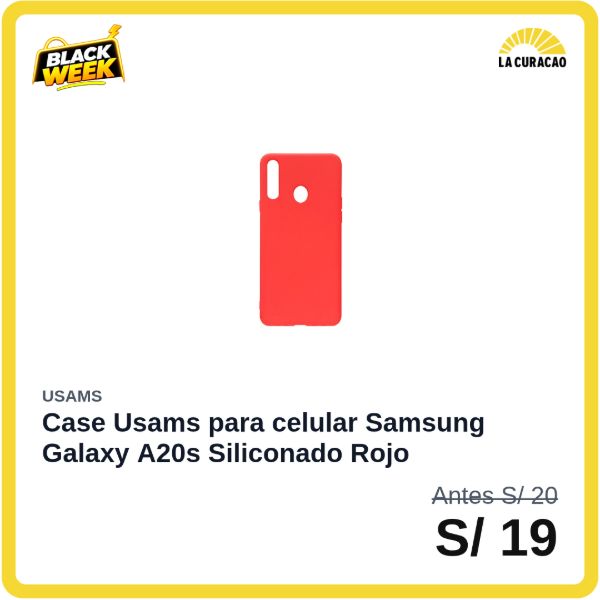 BLACK
WEEK
LA CURACAO
USAMS
Case Usams para celular Samsung
Galaxy A20s Siliconado Rojo
Antes S/ 20
S/ 19